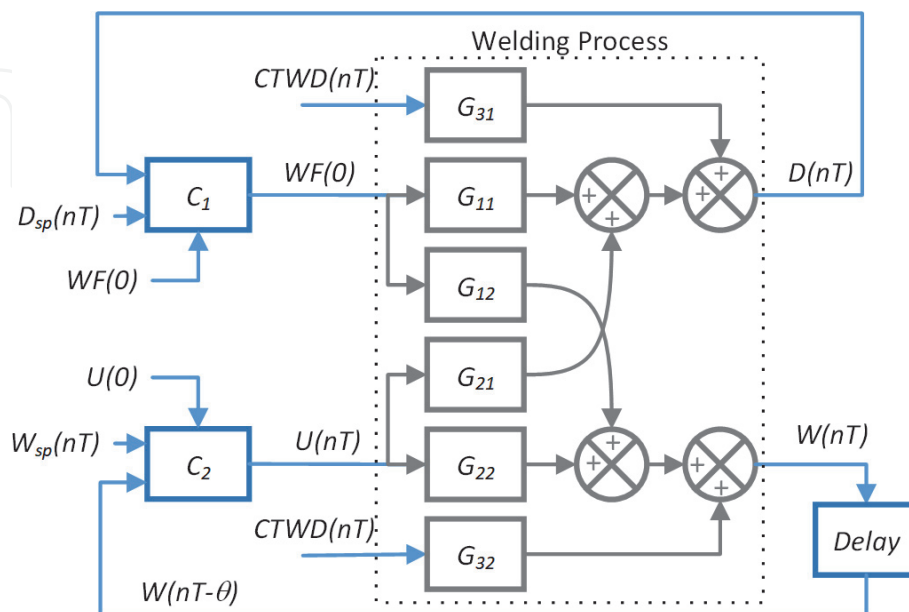 Welding Process
CTWD(nT)
G31
WF(0)
G11
D(nT)
C1
Dsp(nT)
WF(0)
G12
U(0)
G21
Wsp(nT)
C2
U(nT)
G22
W(nT)
CTWD(nT)
G32
Delay
W(nT-θ)
+ +
+ +
+ +
+ +